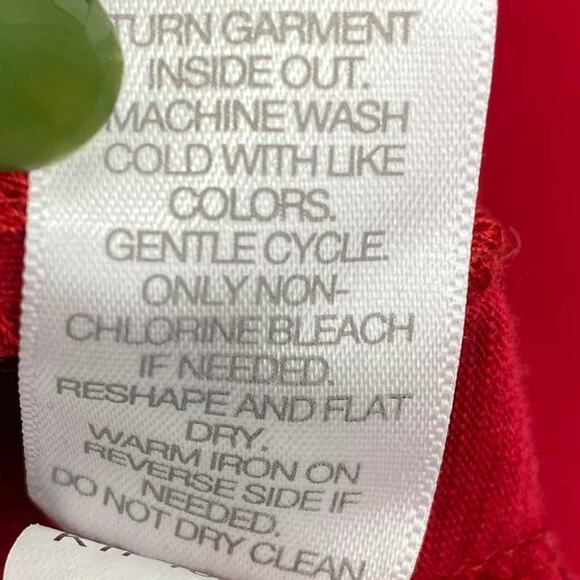 TURN GARMENT
INSIDE OUT.
MACHINE WASH
COLD WITH LIKE
COLORS.
GENTLE CYCLE.
ONLY NON-
CHLORINE BLEACH
IF NEEDED.
RESHAPE AND FLAT
DRY.
WARM IRON ON
REVERSE SIDE IF
NEEDED.
DO NOT DRY CLEAN.